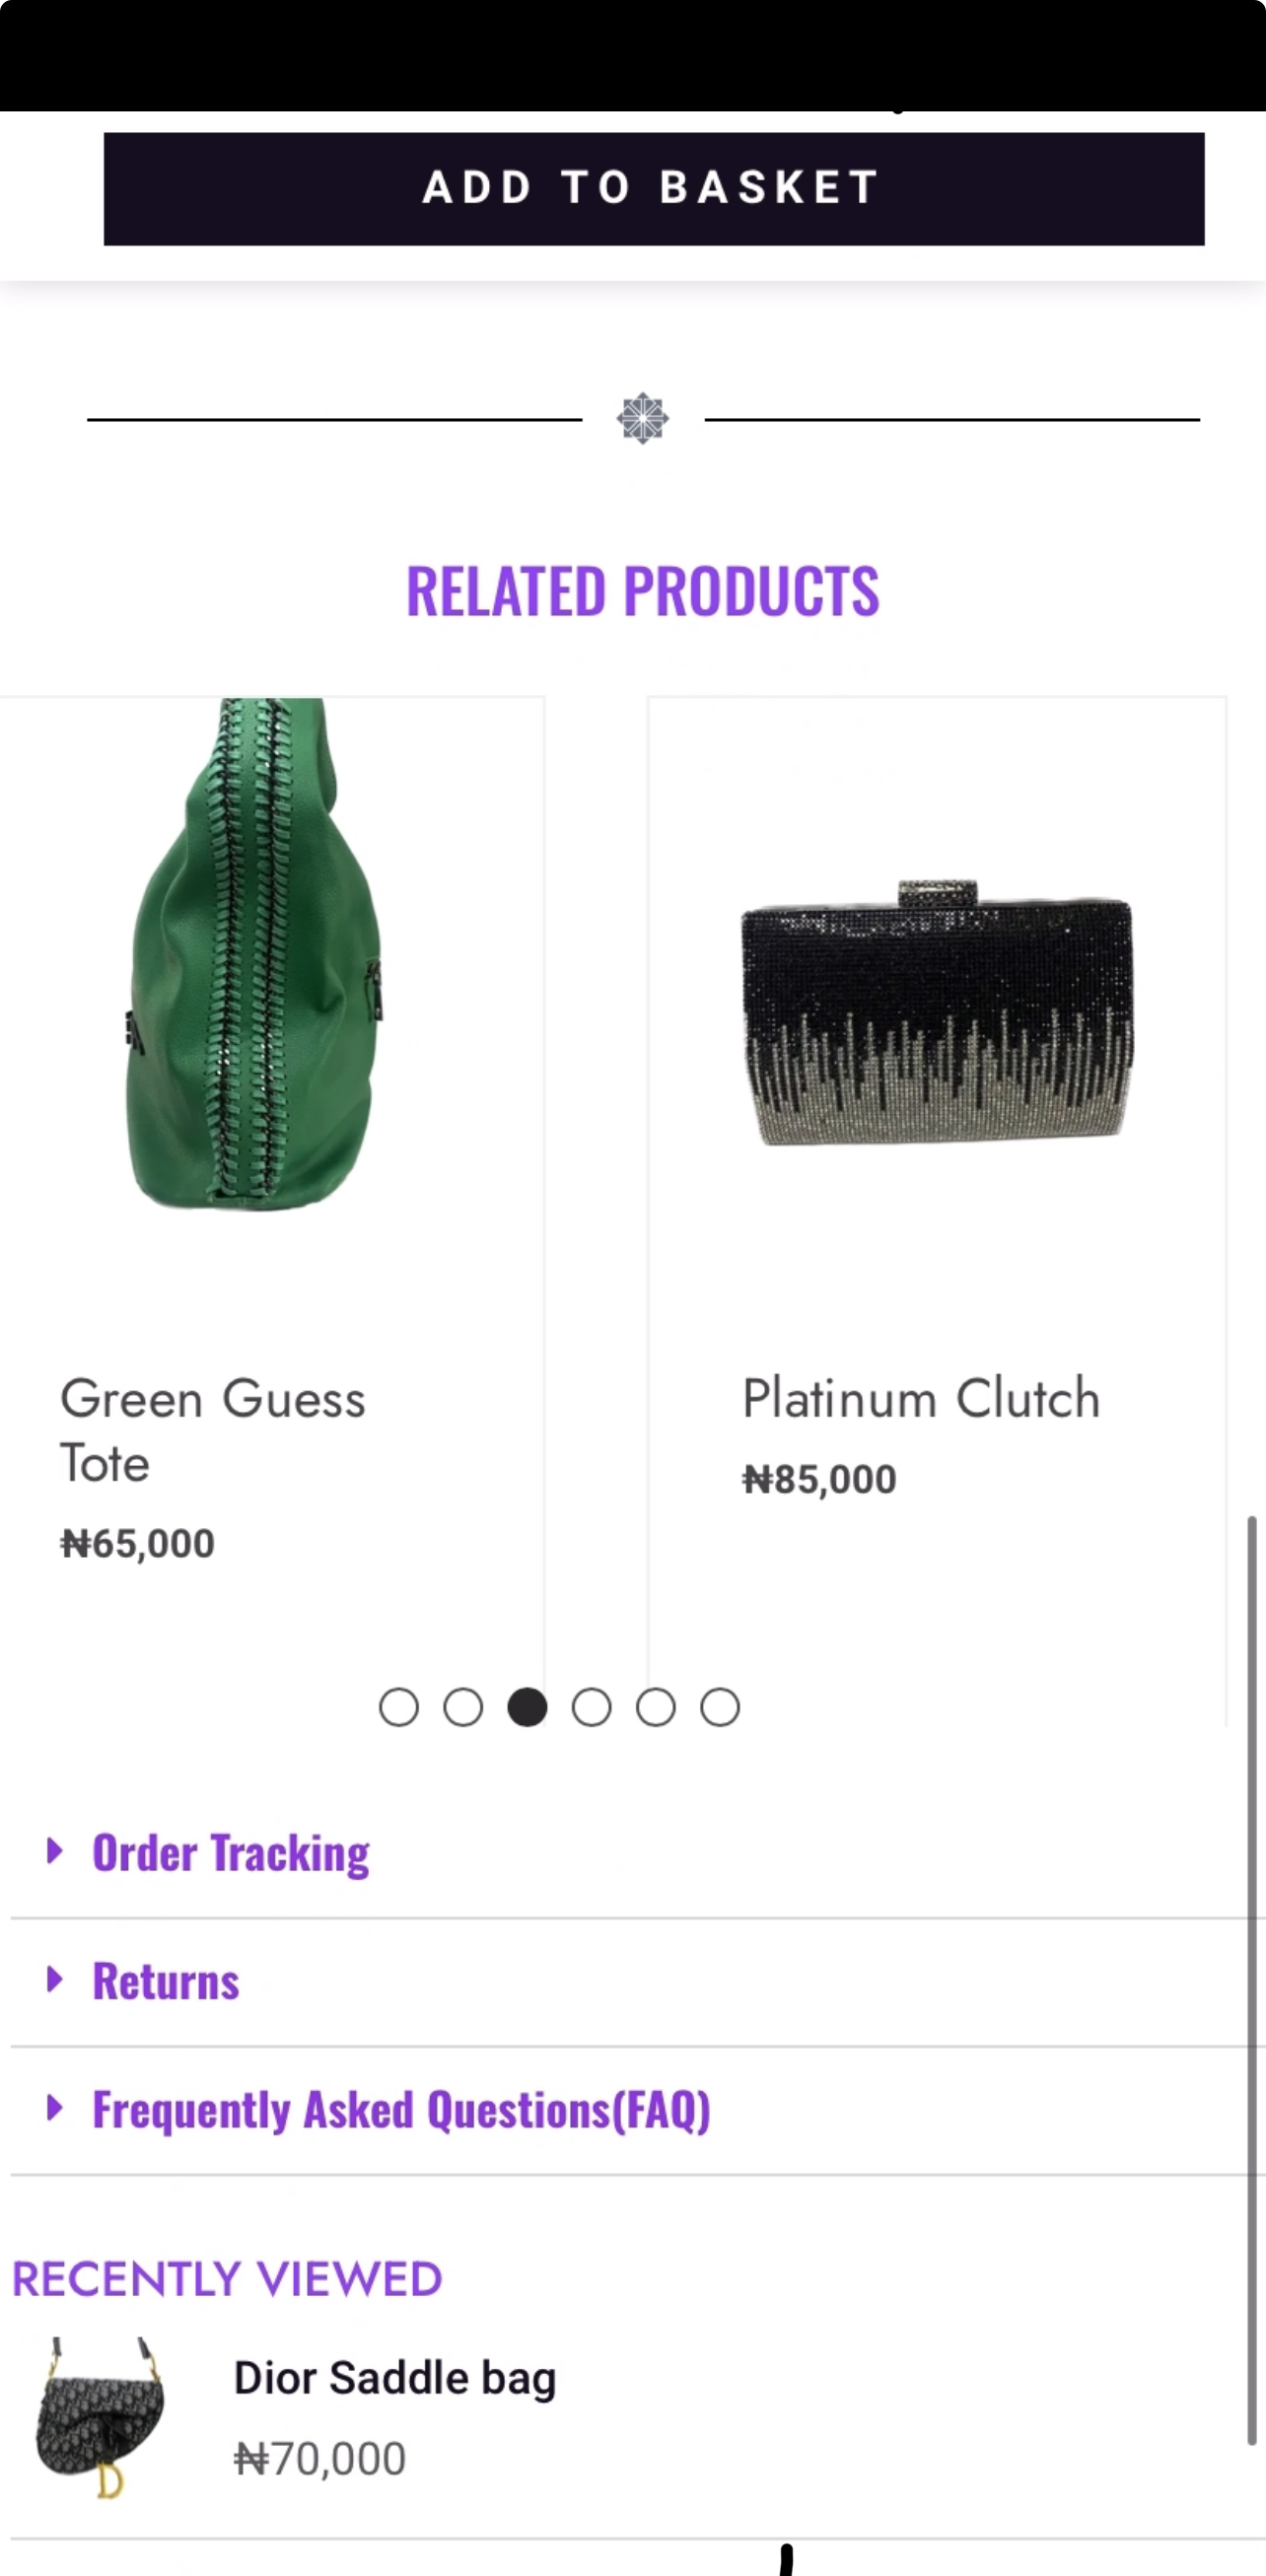 ADD TO BASKET
RELATED PRODUCTS
Green Guess
Tote
₦65,000
Platinum Clutch
₦85,000
Order Tracking
Returns
Frequently Asked Questions(FAQ)
RECENTLY VIEWED
Dior Saddle bag
₦70,000